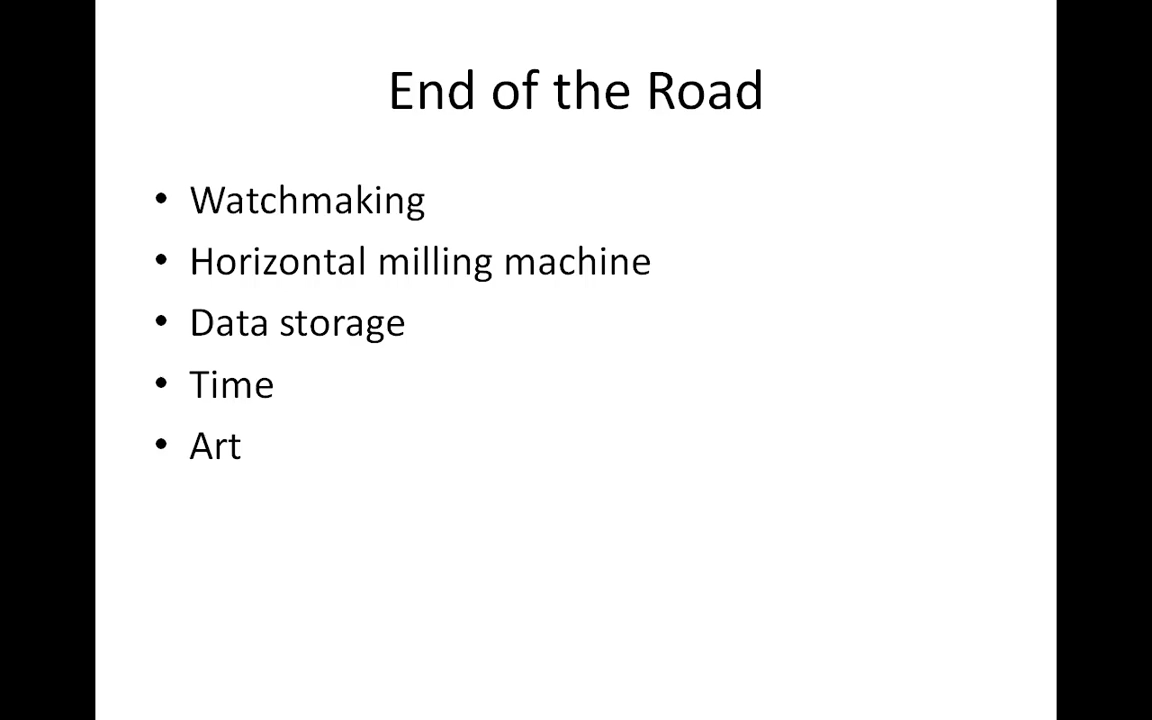 End of the Road
• Watchmaking
• Horizontal milling machine
• Data storage
• Time
• Art